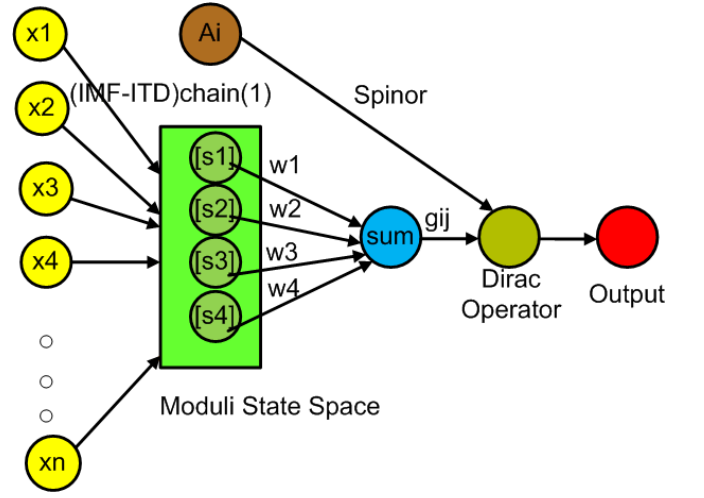 x1
Ai
(IMF-ITD)chain(1)
x2
Spinor
[s1]
w1
x3
[s2]
w2
gij
sum
x4
[s3]
w3
w4
Dirac
Operator
Output
[s4]
Moduli State Space
xn